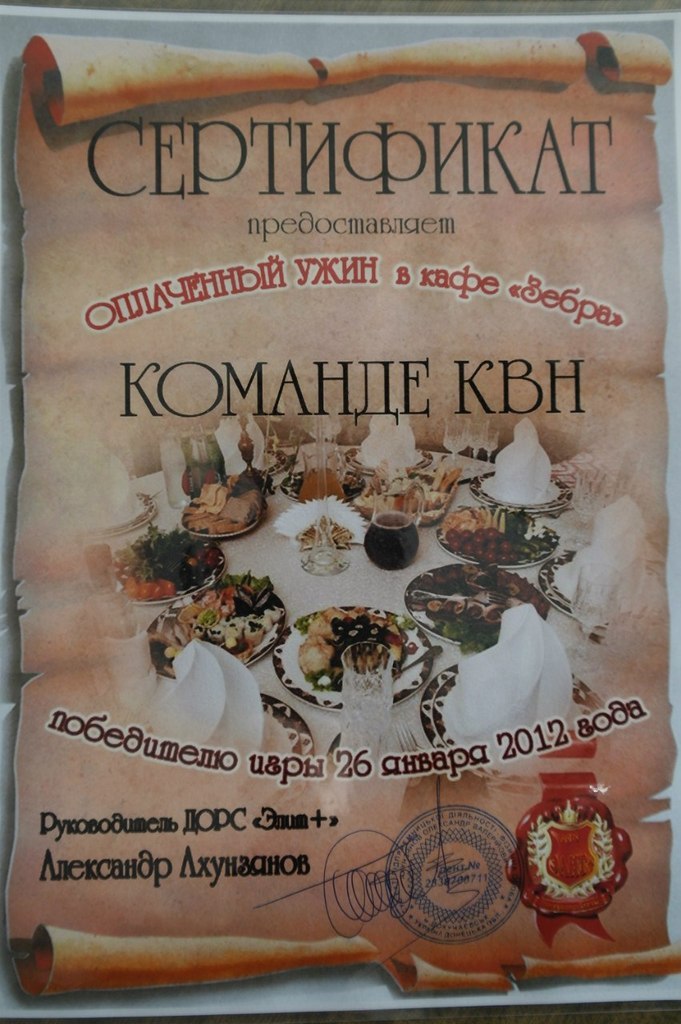 СЕРТИФИКАТ
предоставляет
ОПЛАЧЕННЫЙ УЖИН в кафе «Зебра»
КОМАНДЕ КВН
победителю игры 26 января 2012 года
Руководитель ДОРС «Элит+»
Александр Ахунзянов